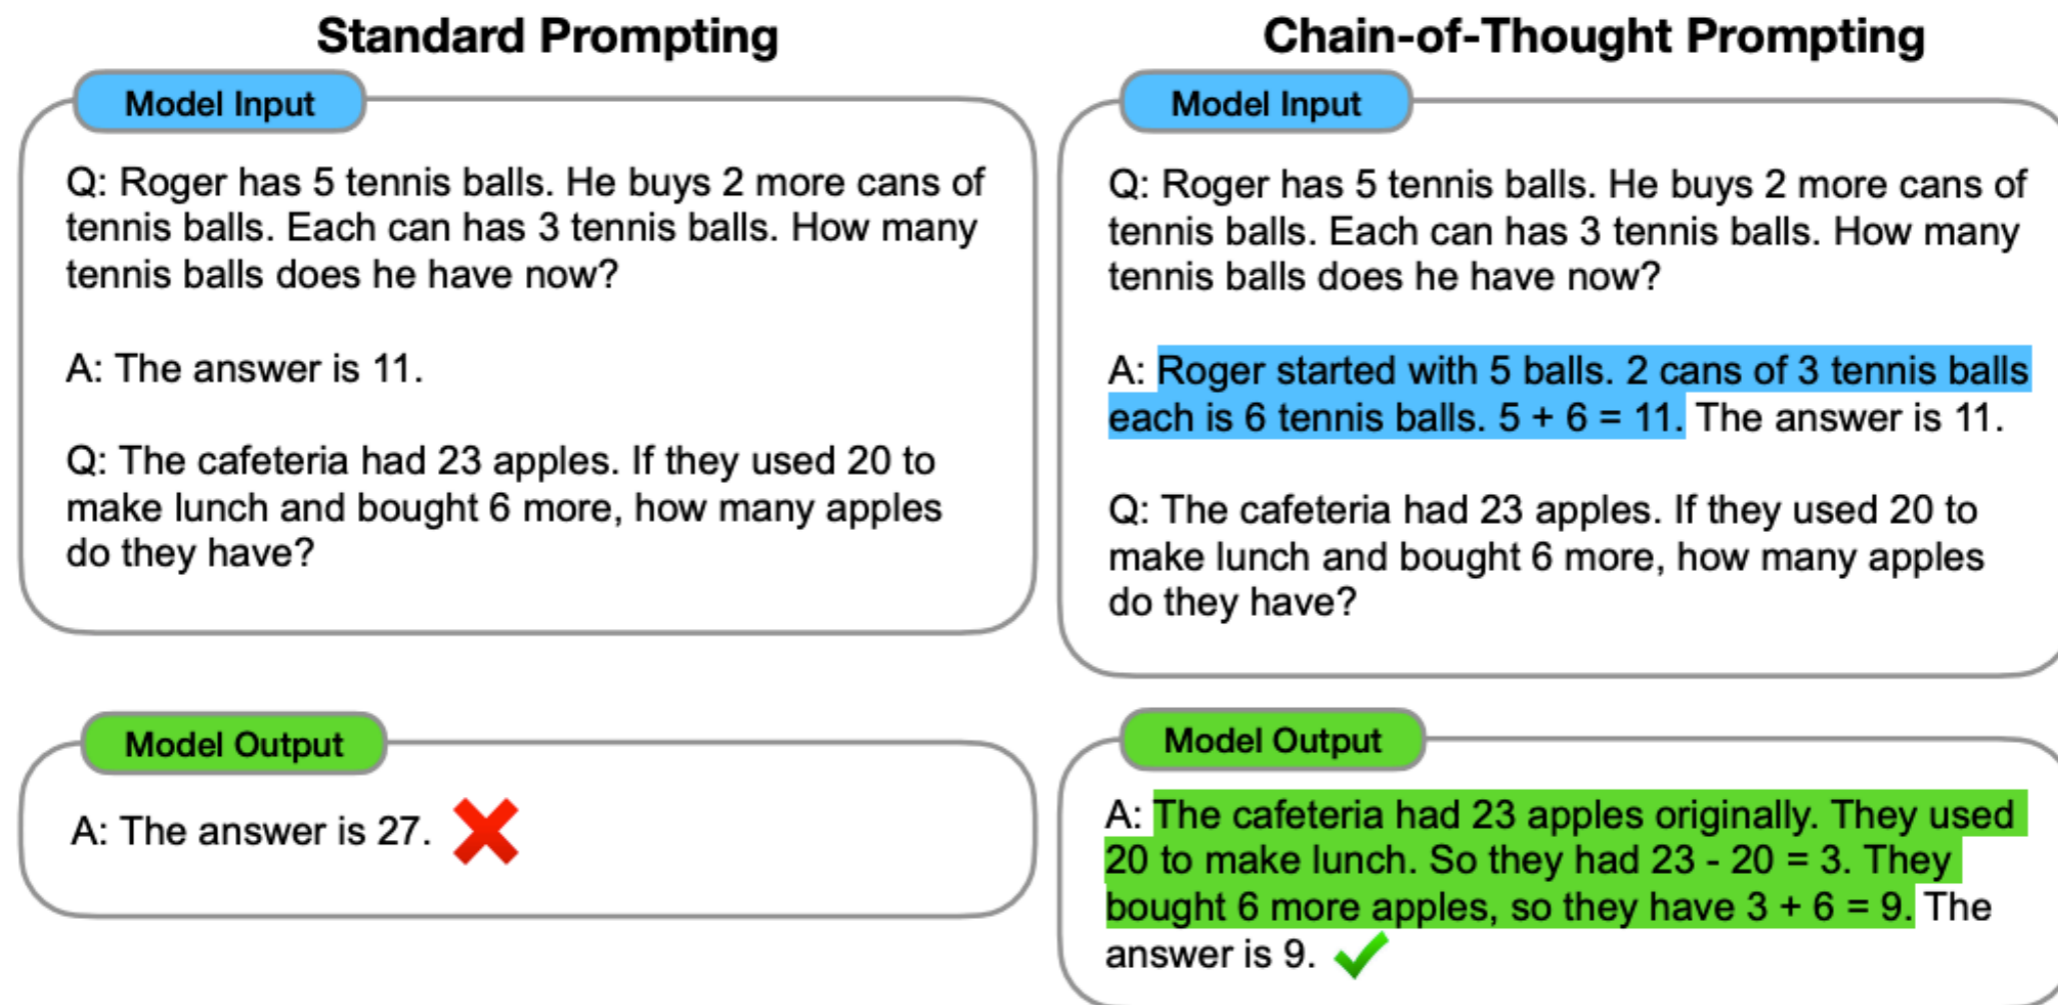 Standard Prompting
Model Input
Q: Roger has 5 tennis balls. He buys 2 more cans of
tennis balls. Each can has 3 tennis balls. How many
tennis balls does he have now?
A: The answer is 11.
Q: The cafeteria had 23 apples. If they used 20 to
make lunch and bought 6 more, how many apples
do they have?
Model Output
A: The answer is 27.
Chain-of-Thought Prompting
Model Input
Q: Roger has 5 tennis balls. He buys 2 more cans of
tennis balls. Each can has 3 tennis balls. How many
tennis balls does he have now?
A: Roger started with 5 balls. 2 cans of 3 tennis balls
each is 6 tennis balls. 5 + 6 = 11. The answer is 11.
Q: The cafeteria had 23 apples. If they used 20 to
make lunch and bought 6 more, how many apples
do they have?
Model Output
A: The cafeteria had 23 apples originally. They used
20 to make lunch. So they had 23 - 20 = 3. They
bought 6 more apples, so they have 3 + 6 = 9. The
answer is 9.